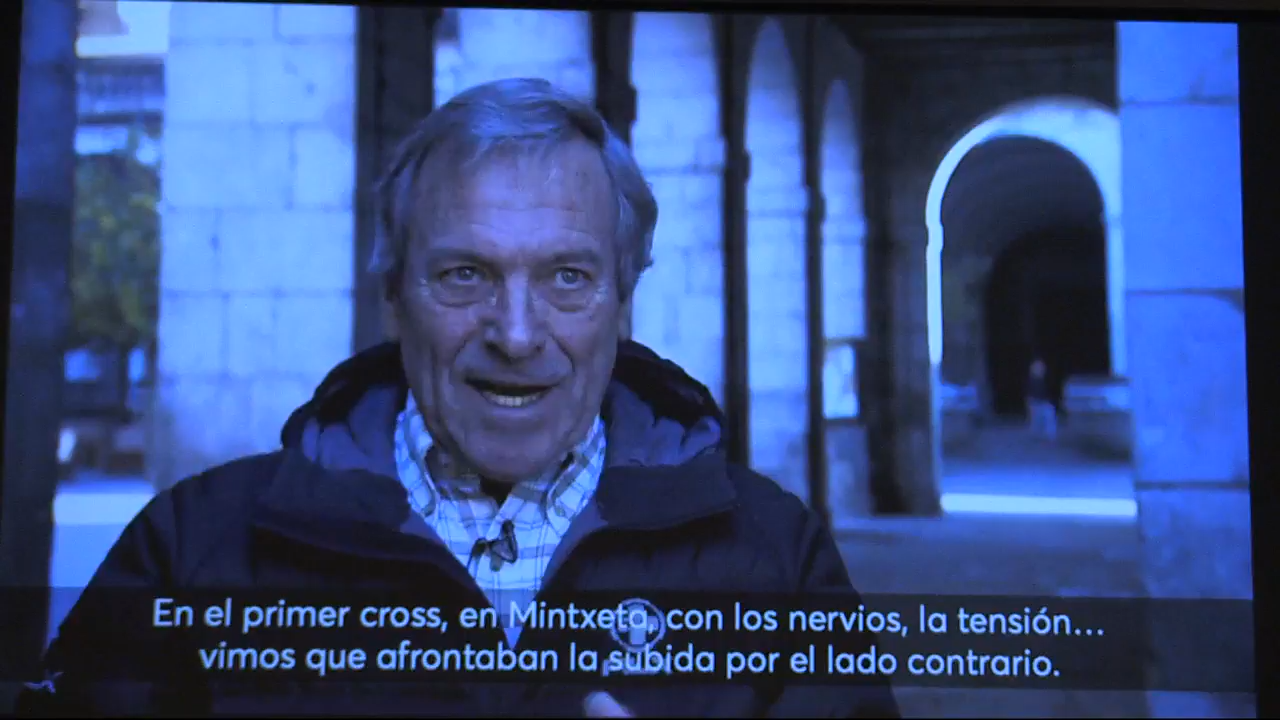 En el primer cross, en Mintxeta, con los nervios, la tensión...
vimos que afrontaban la subida por el lado contrario.